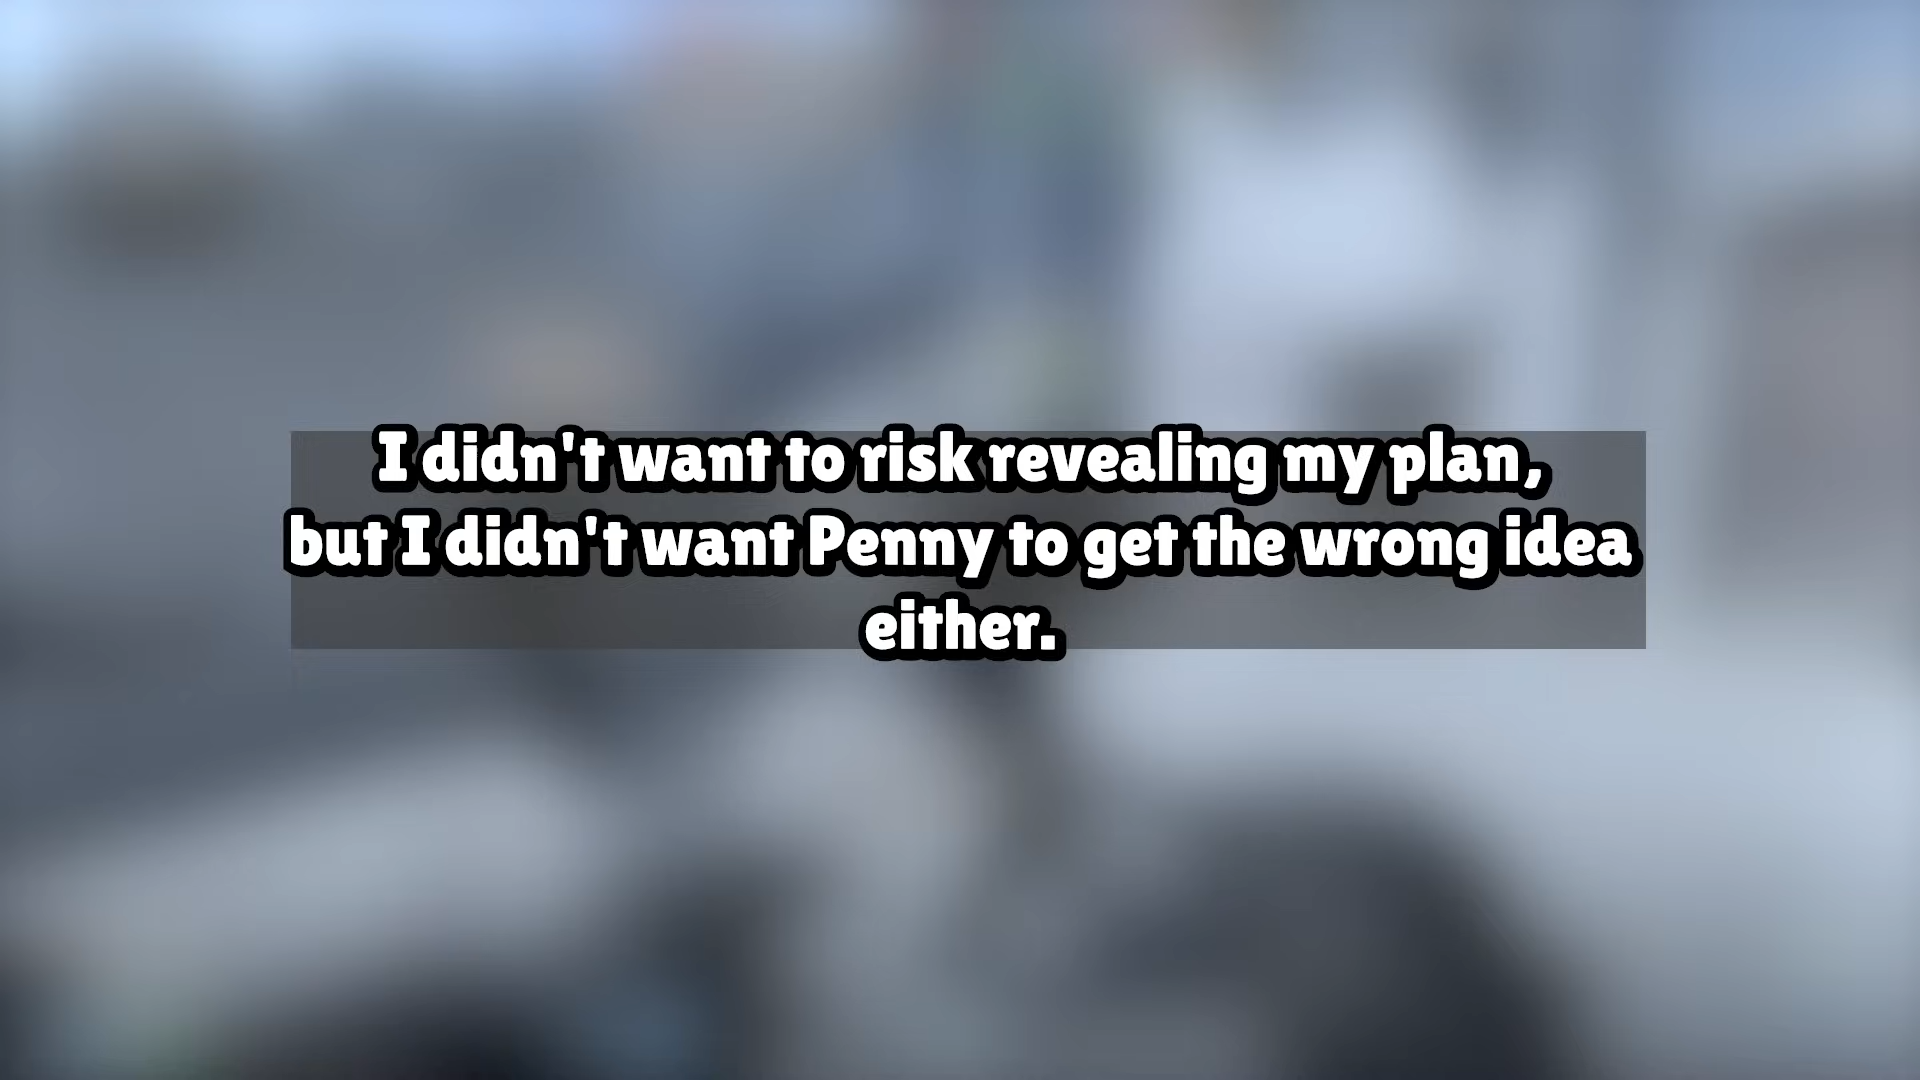 I didn't want to risk revealing my plan,
but I didn't want Penny to get the wrong idea
either.